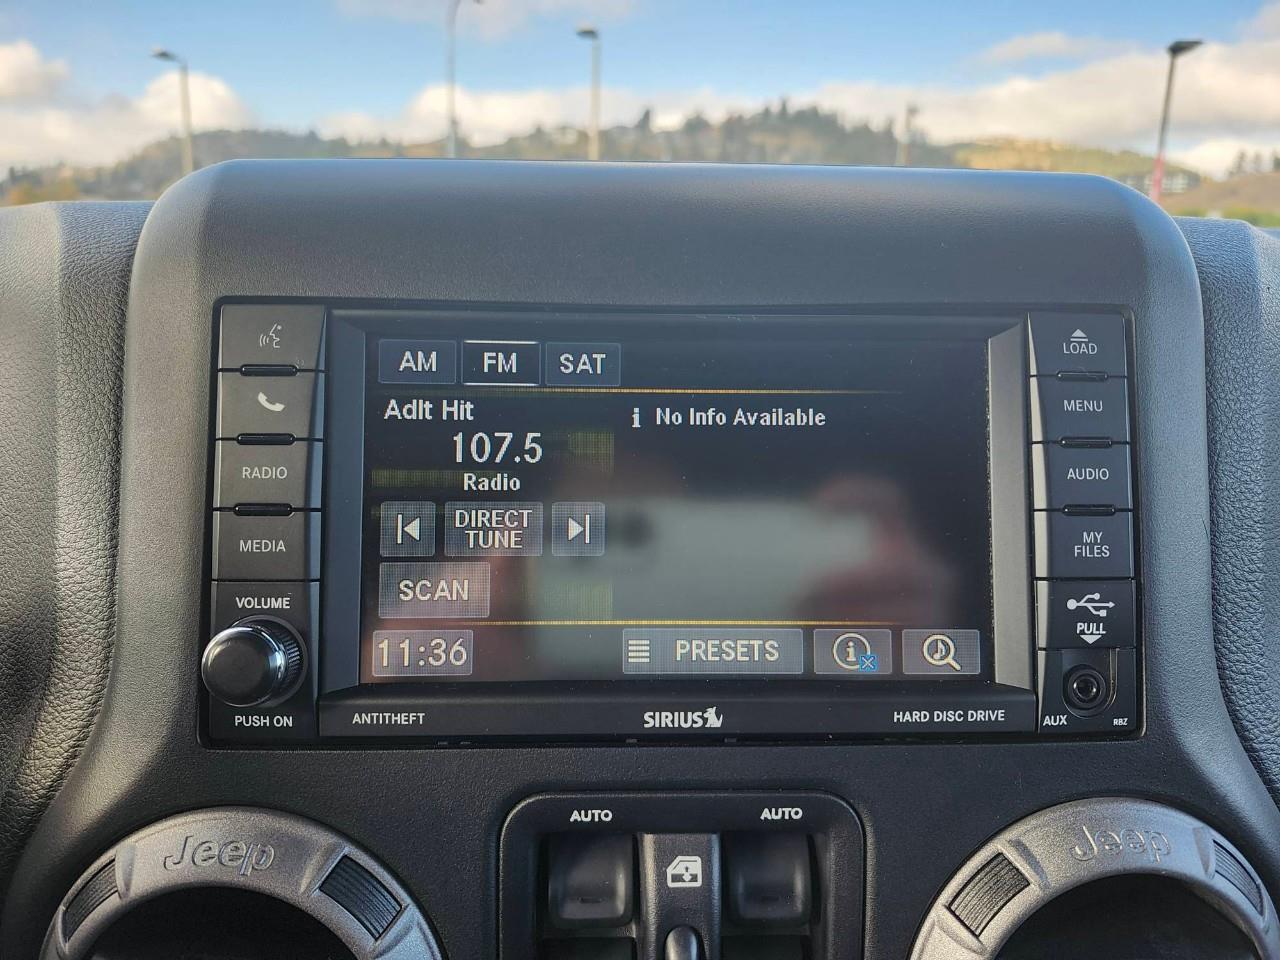 AM FM SAT
Adlt Hit
107.5
Radio
i No Info Available
DIRECT
TUNE
SCAN
11:36
PRESETS
RADIO
MEDIA
VOLUME
PUSH ON
LOAD
MENU
AUDIO
MY
FILES
PULL
AUX
RBZ
ANTITHEFT
SIRIUS
HARD DISC DRIVE
AUTO
AUTO
Jeep
Jeep